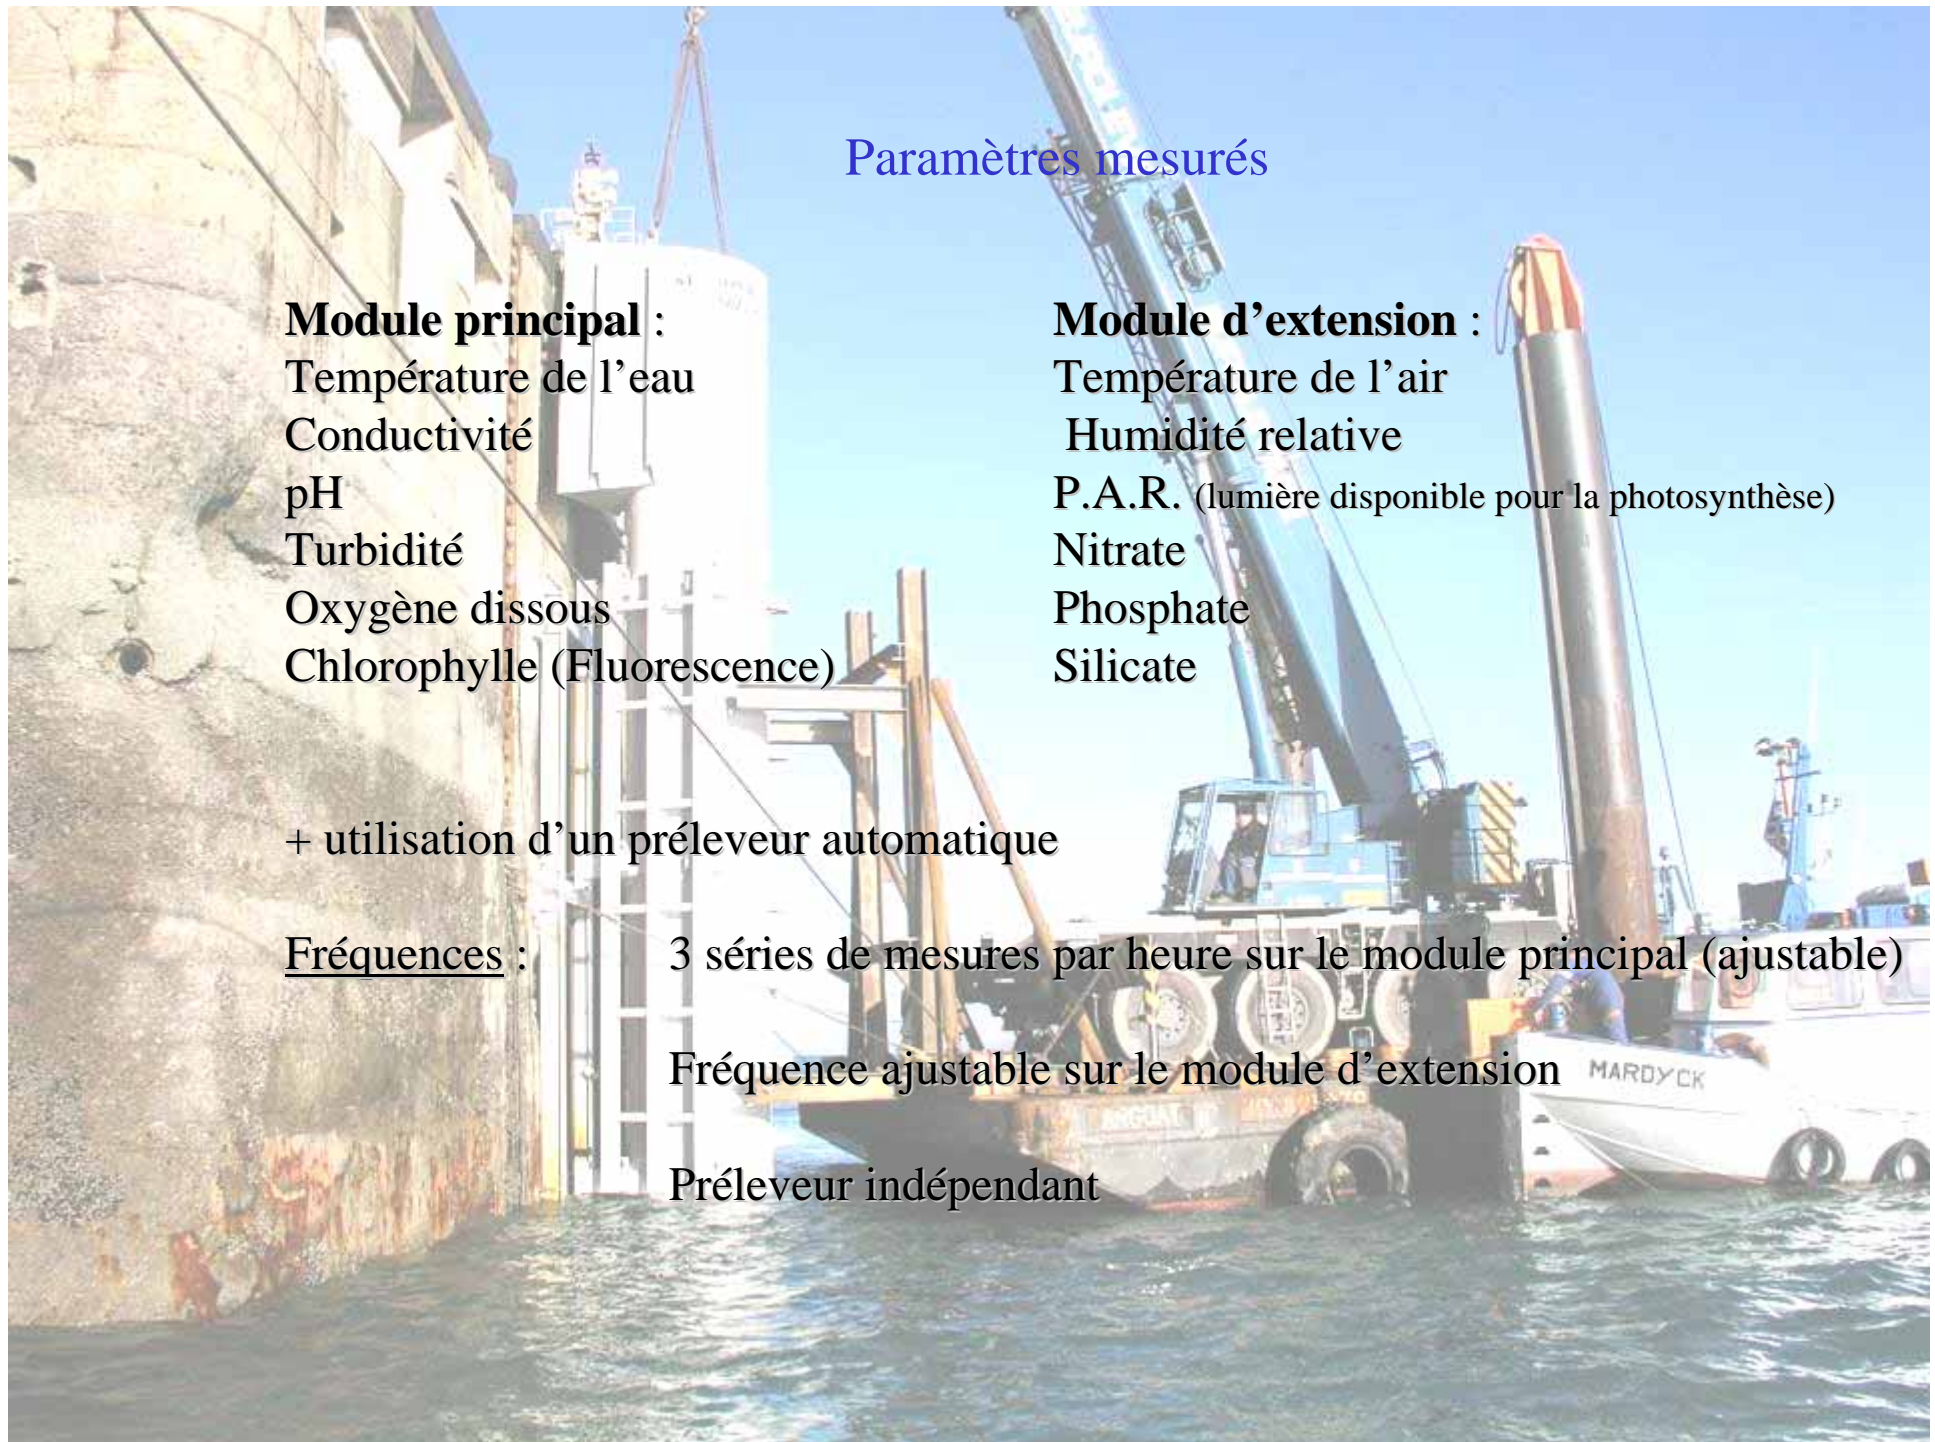 Paramètres mesurés
Module principal :
Température de l’eau
Conductivité
pH
Turbidité
Oxygène dissous
Chlorophylle (Fluorescence)
Module d’extension :
Température de l’air
Humidité relative
P.A.R. (lumière disponible pour la photosynthèse)
Nitrate
Phosphate
Silicate
+ utilisation d’un préleveur automatique
Fréquences : 3 séries de mesures par heure sur le module principal (ajustable)
Fréquence ajustable sur le module d’extension
MARDYCK
ARGOAT
Préleveur indépendant